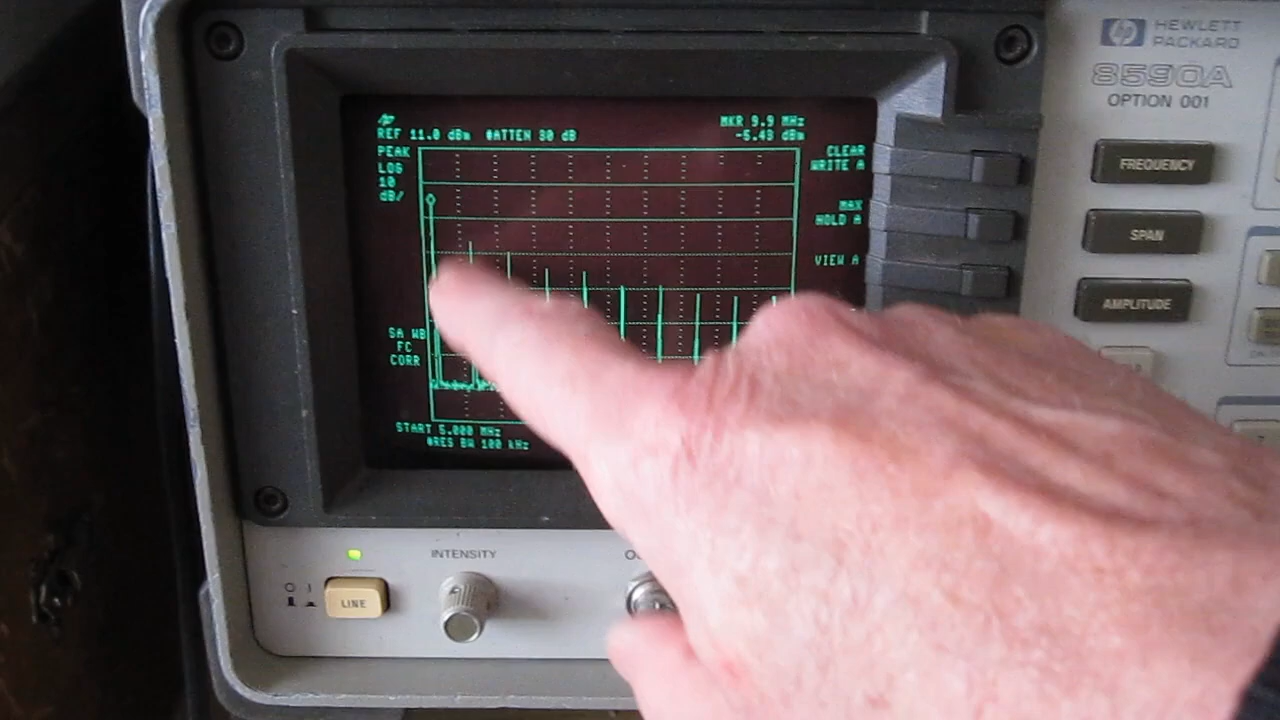 HEWLETT
PACKARD
8590A
OPTION 001
MKR 9.9 MHz
REF 11.0 dBm #ATTEN 30 dB -5.43 dBm
PEAK
LOG
10
dB/
CLEAR
WRITE A
MAX
HOLD A
VIEW A
SA WB
FC
CORR
START 5.000 MHz
#RES BW 100 kHz
FREQUENCY
SPAN
AMPLITUDE
INTENSITY
LINE